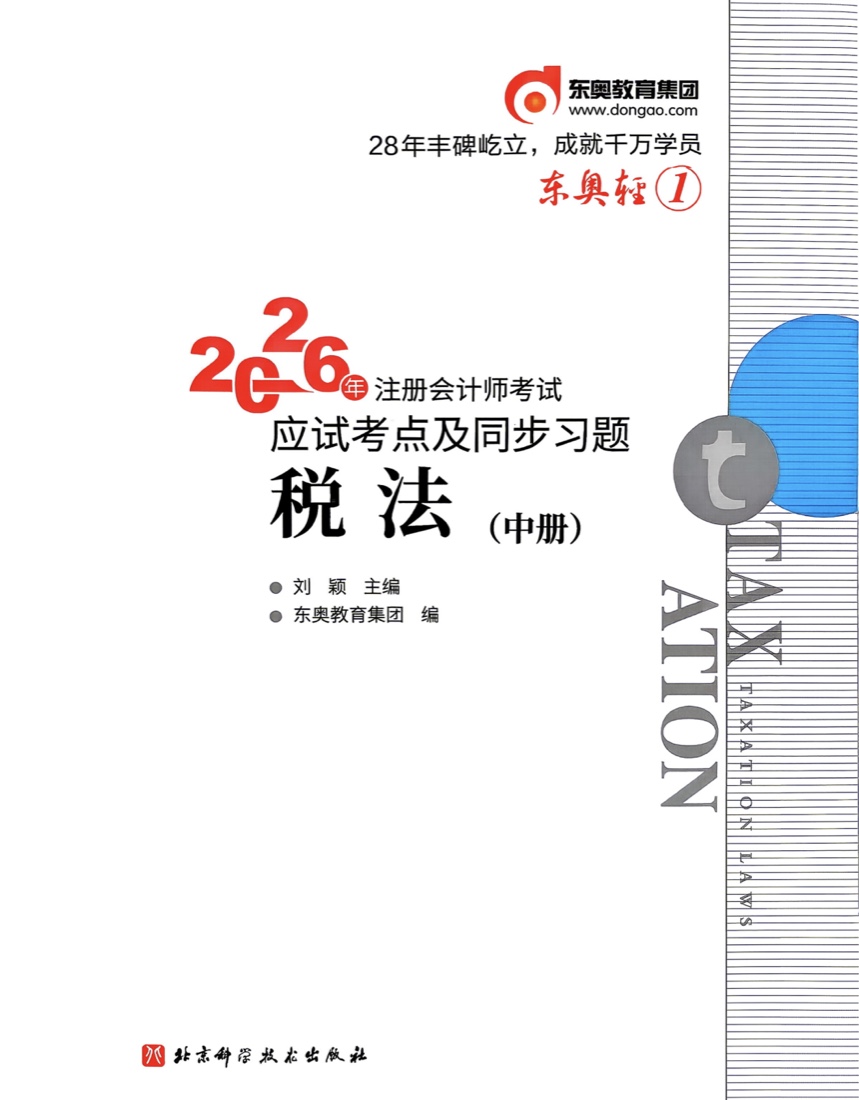 东奥教育集团
www.dongao.com
28年丰碑屹立，成就千万学员
东奥轻①
2026年 注册会计师考试
应试考点及同步习题
税法（中册）
刘 颖 主编
东奥教育集团 编
t
TAX
ATION
TAXATION LAWS
北京科学技术出版社